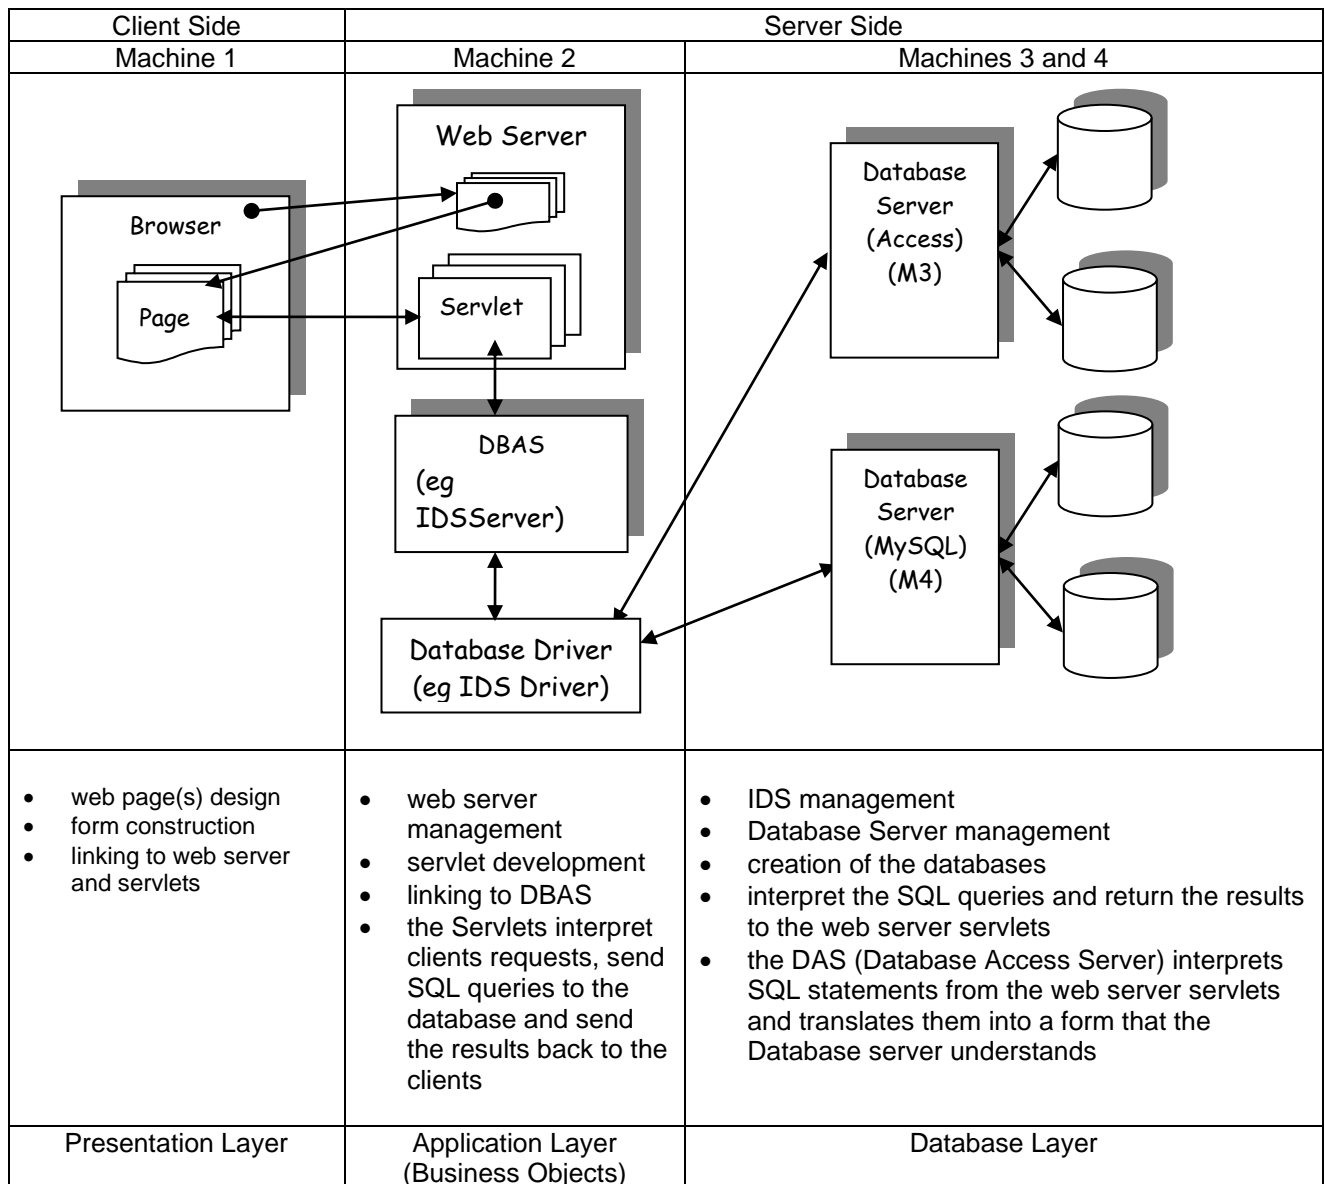 Client Side
Server Side
Machine 1
Machine 2
Machines 3 and 4
Browser
Page
Web Server
Servlet
DBAS
(eg
IDSServer)
Database Driver
(eg IDS Driver)
Database
Server
(Access)
(M3)
Database
Server
(MySQL)
(M4)
• web page(s) design
• form construction
• linking to web server
and servlets
• web server
management
• servlet development
• linking to DBAS
• the Servlets interpret
clients requests, send
SQL queries to the
database and send
the results back to the
clients
• IDS management
• Database Server management
• creation of the databases
• interpret the SQL queries and return the results
to the web server servlets
• the DAS (Database Access Server) interprets
SQL statements from the web server servlets
and translates them into a form that the
Database server understands
Presentation Layer
Application Layer
(Business Objects)
Database Layer